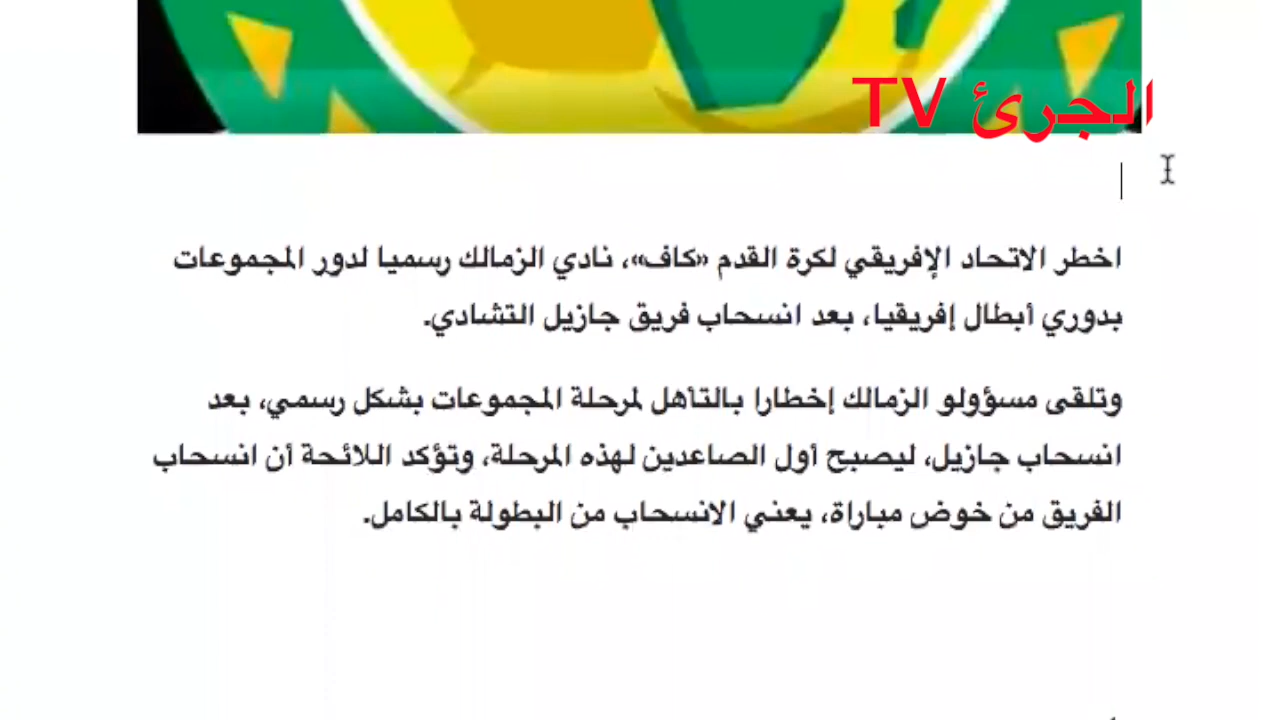 الجرئ TV
اخطر الاتحاد الإفريقي لكرة القدم «كاف»، نادي الزمالك رسميا لدور المجموعات
بدوري أبطال إفريقيا، بعد انسحاب فريق جازيل التشادي.
وتلقى مسؤولو الزمالك إخطارا بالتأهل لمرحلة المجموعات بشكل رسمي، بعد
انسحاب جازيل، ليصبح أول الصاعدين لهذه المرحلة، وتؤكد اللائحة أن انسحاب
الفريق من خوض مباراة، يعني الانسحاب من البطولة بالكامل.